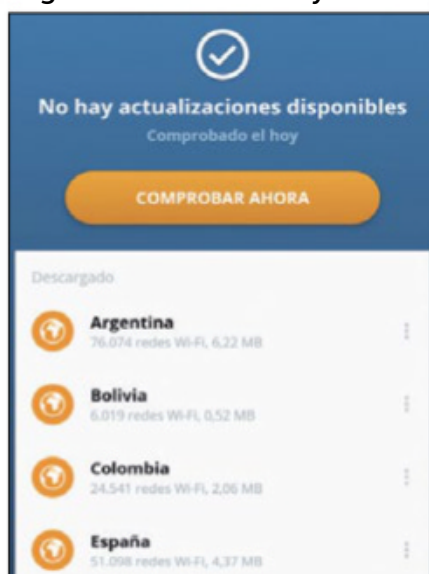 No hay actualizaciones disponibles
Comprobado el hoy
COMPROBAR AHORA
Descargado
Argentina
76.074 redes Wi-Fi, 6,22 MB
Bolivia
6.019 redes Wi-Fi, 0,52 MB
Colombia
24.541 redes Wi-Fi, 2,06 MB
España
51.098 redes Wi-Fi, 4,37 MB